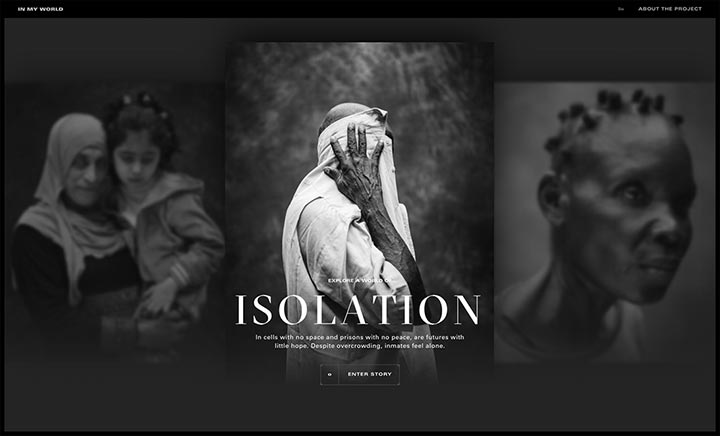 IN MY WORLD
ABOUT THE PROJECT
EXPLORE A WORLD OF
ISOLATION
In cells with no space and prisons with no peace, are futures with
little hope. Despite overcrowding, inmates feel alone.
ENTER STORY